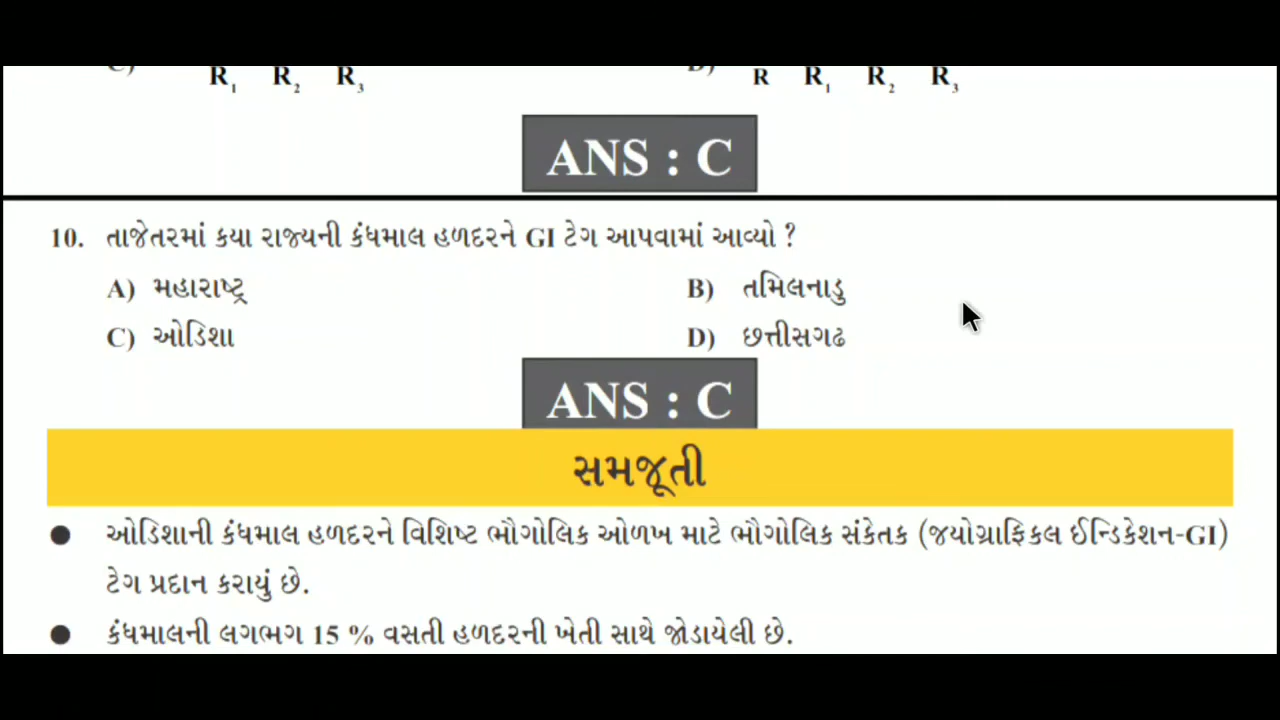 R₁ R₂ R₃ R R₁ R₂ R₃
ANS : C
10. તાજેતરમાં કયા રાજ્યની કંધમાલ હળદરને GI ટેગ આપવામાં આવ્યો ?
A) મહારાષ્ટ્ર B) તમિલનાડુ
C) ઓડિશા D) છત્તીસગઢ
ANS : C
સમજૂતી
● ઓડિશાની કંધમાલ હળદરને વિશિષ્ટ ભૌગોલિક ઓળખ માટે ભૌગોલિક સંકેતક (જયોગ્રાફિકલ ઈન્ડિકેશન-GI)
ટેગ પ્રદાન કરાયું છે.
● કંધમાલની લગભગ 15 % વસતી હળદરની ખેતી સાથે જોડાયેલી છે.